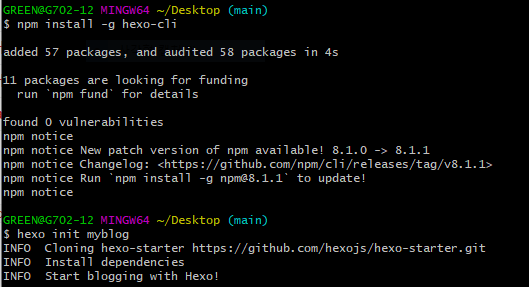 GREEN@G702-12 MINGW64 ~/Desktop (main)
$ npm install -g hexo-cli
added 57 packages, and audited 58 packages in 4s
11 packages are looking for funding
  run `npm fund` for details
found 0 vulnerabilities
npm notice
npm notice New patch version of npm available! 8.1.0 -> 8.1.1
npm notice Changelog: <https://github.com/npm/cli/releases/tag/v8.1.1>
npm notice Run `npm install -g npm@8.1.1` to update!
npm notice
GREEN@G702-12 MINGW64 ~/Desktop (main)
$ hexo init myblog
INFO  Cloning hexo-starter https://github.com/hexojs/hexo-starter.git
INFO  Install dependencies
INFO  Start blogging with Hexo!